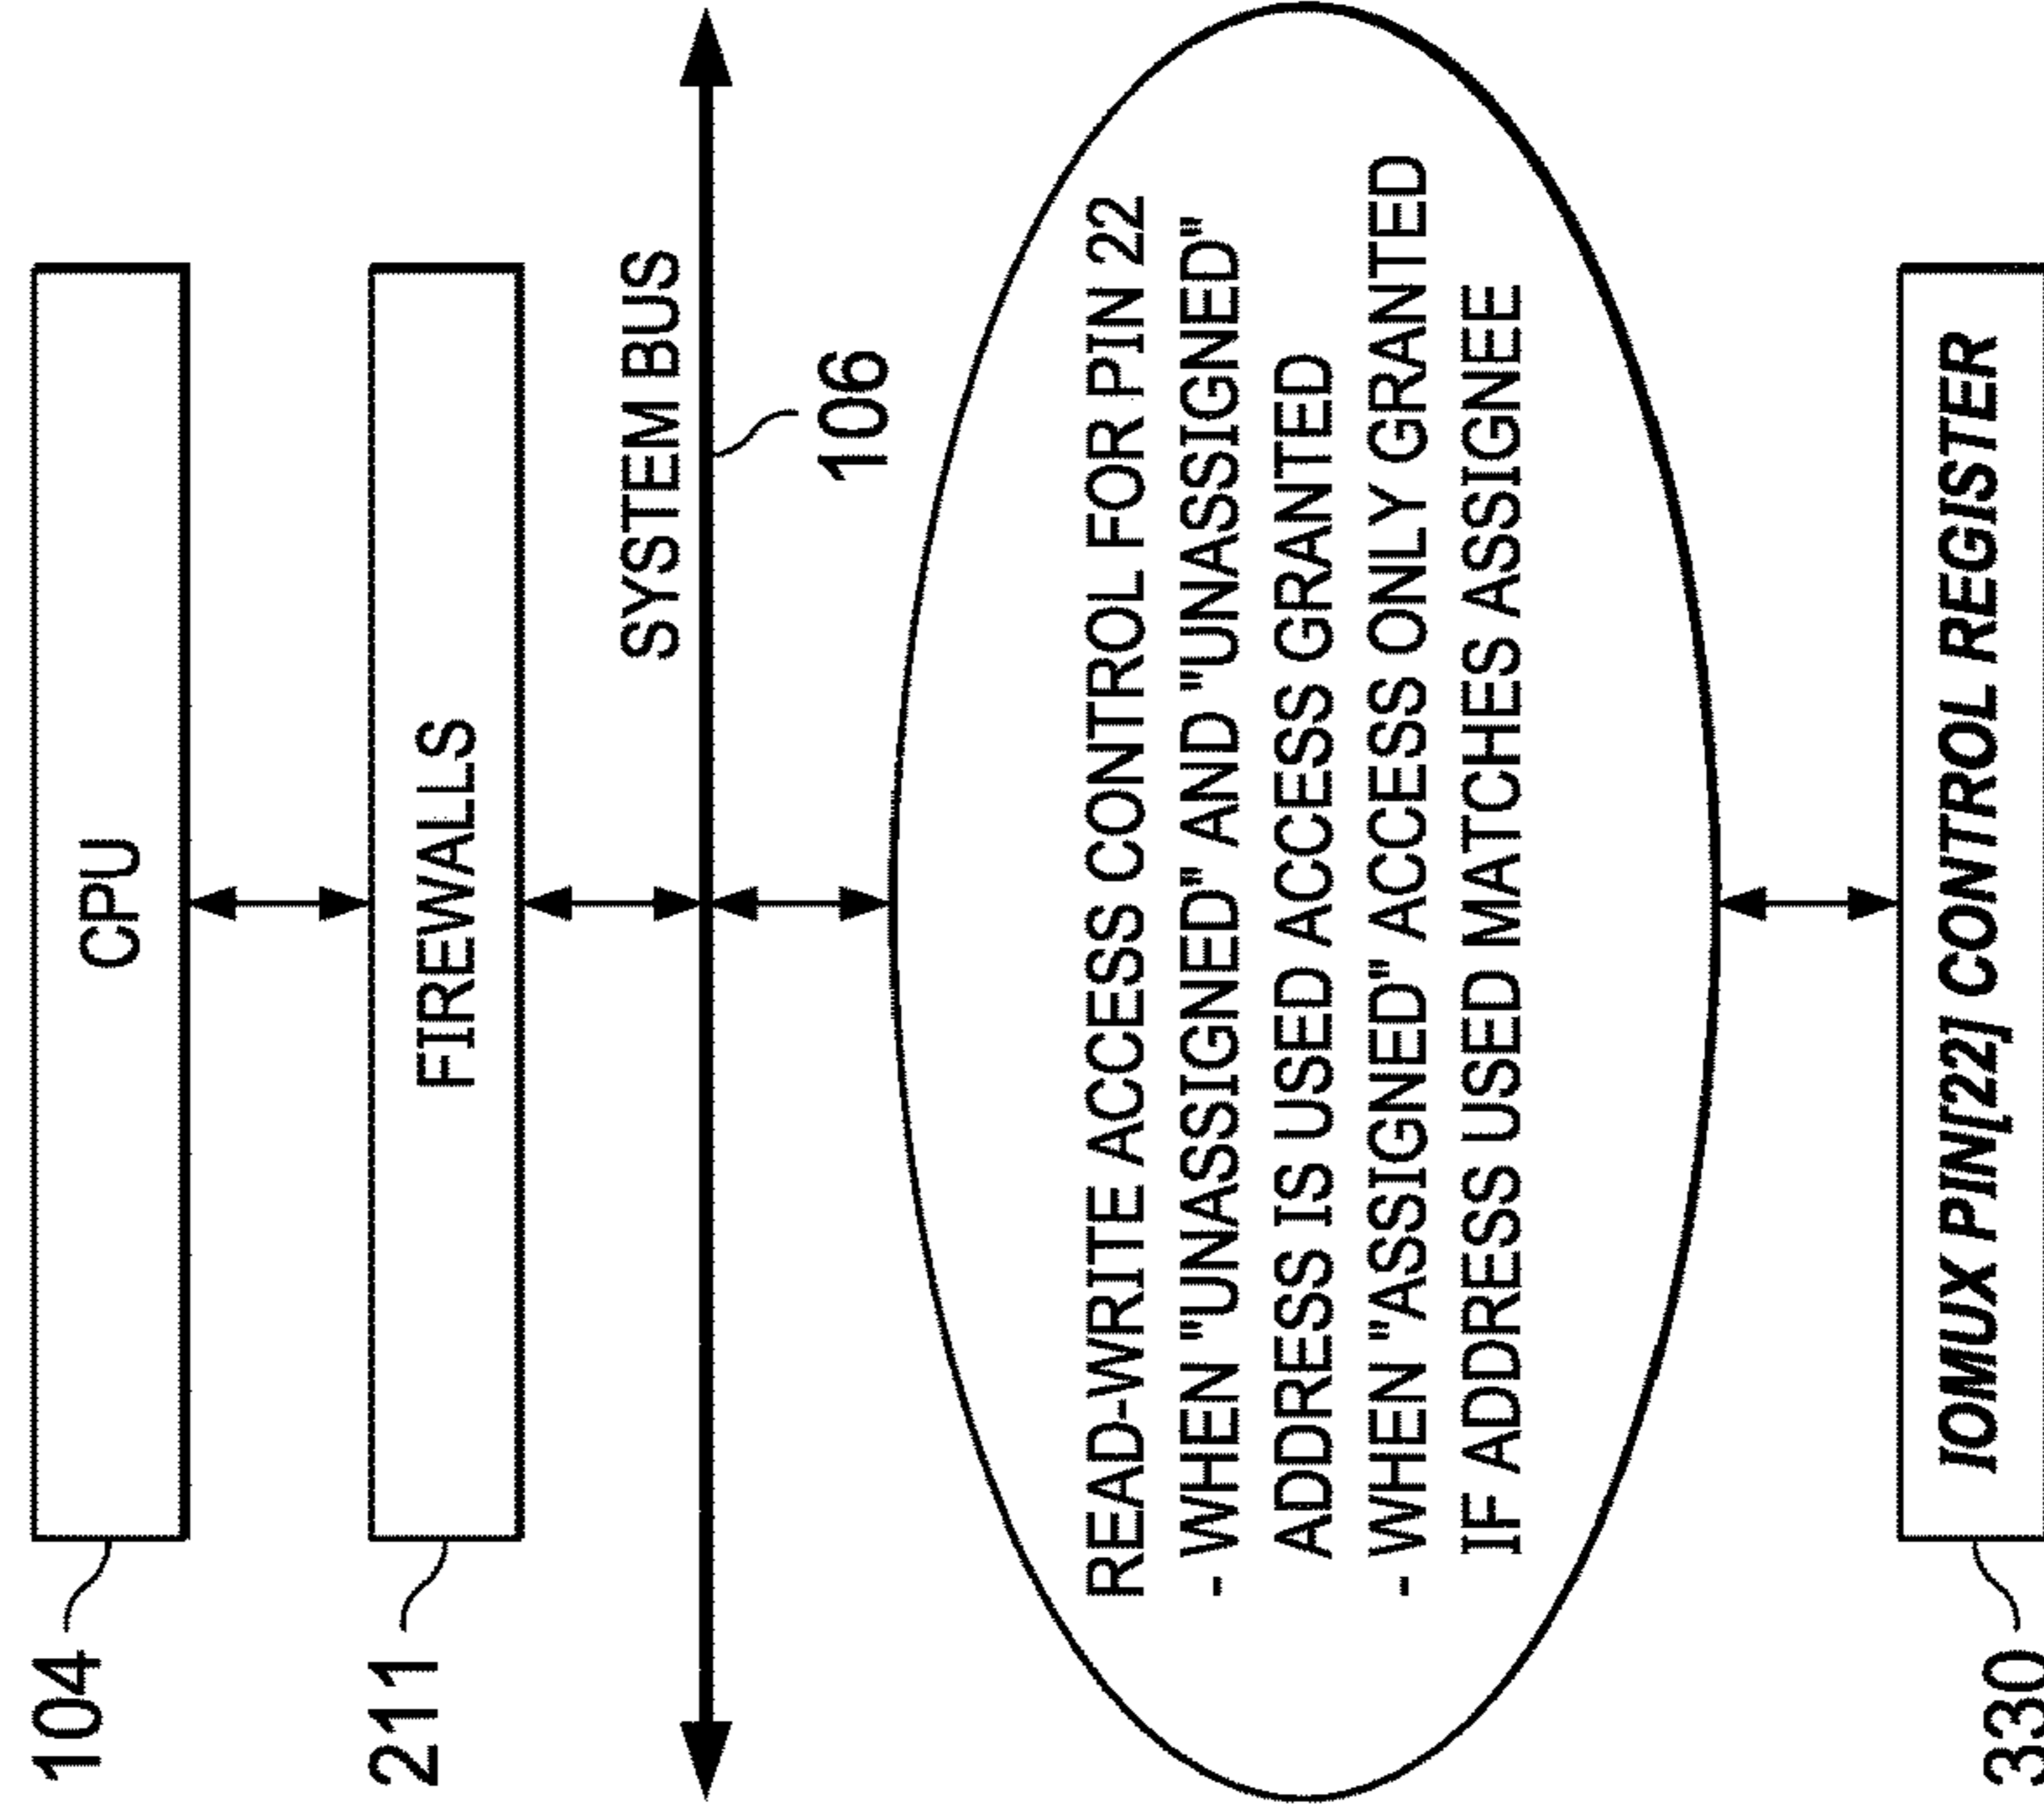 104
CPU
211
FIREWALLS
SYSTEM BUS
106
READ-WRITE ACCESS CONTROL FOR PIN 22
- WHEN "UNASSIGNED" AND "UNASSIGNED"
ADDRESS IS USED ACCESS GRANTED
- WHEN "ASSIGNED" ACCESS ONLY GRANTED
IF ADDRESS USED MATCHES ASSIGNEE
330
IOMUX PIN[22] CONTROL REGISTER